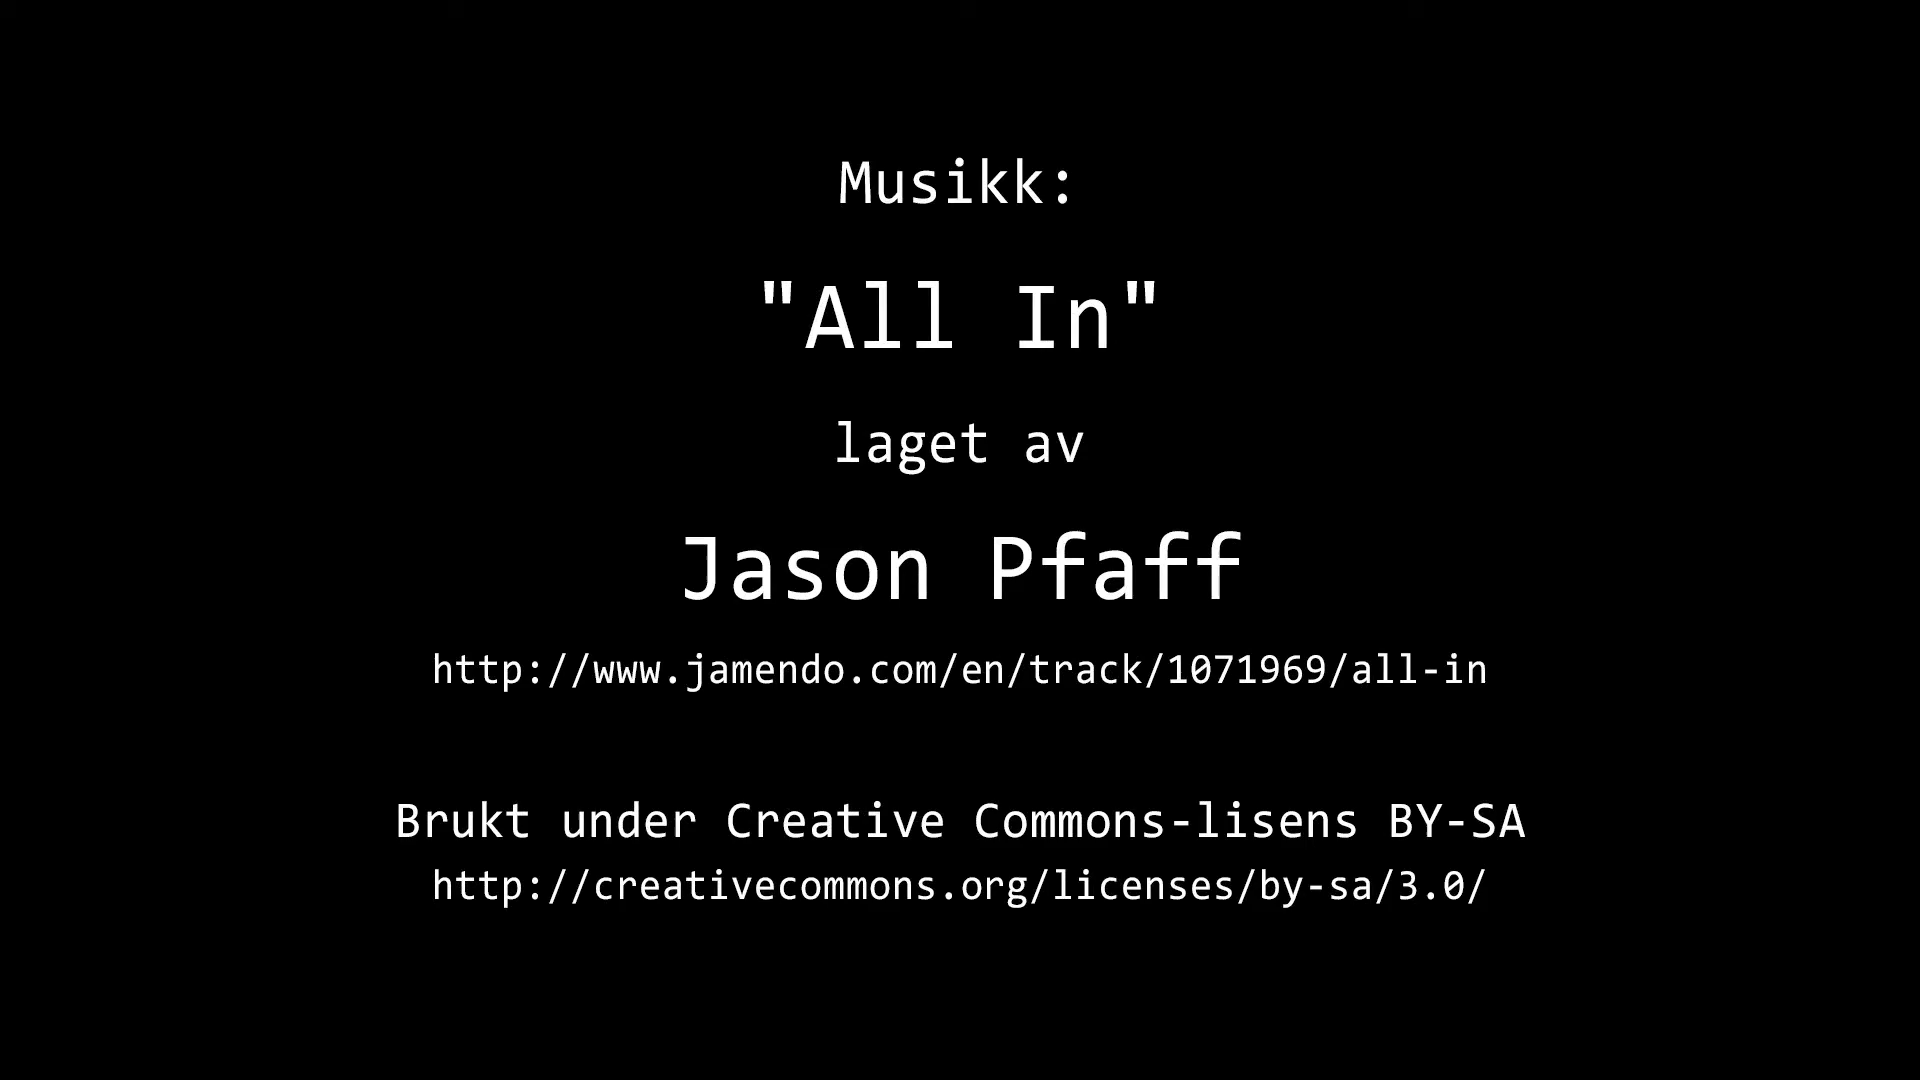 Musikk:
"All In"
laget av
Jason Pfaff
http://www.jamendo.com/en/track/1071969/all-in
Brukt under Creative Commons-lisens BY-SA
http://creativecommons.org/licenses/by-sa/3.0/